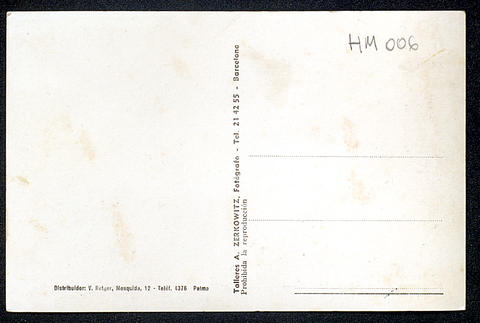 HM 006
Talleres A. ZERKOWITZ, Fotógrafo - Tel. 21 42 55 - Barcelona
Prohibida la reproducción
Distribuidor: V. Rotger, Mosquida, 12 - Teléf. 4376 Palma